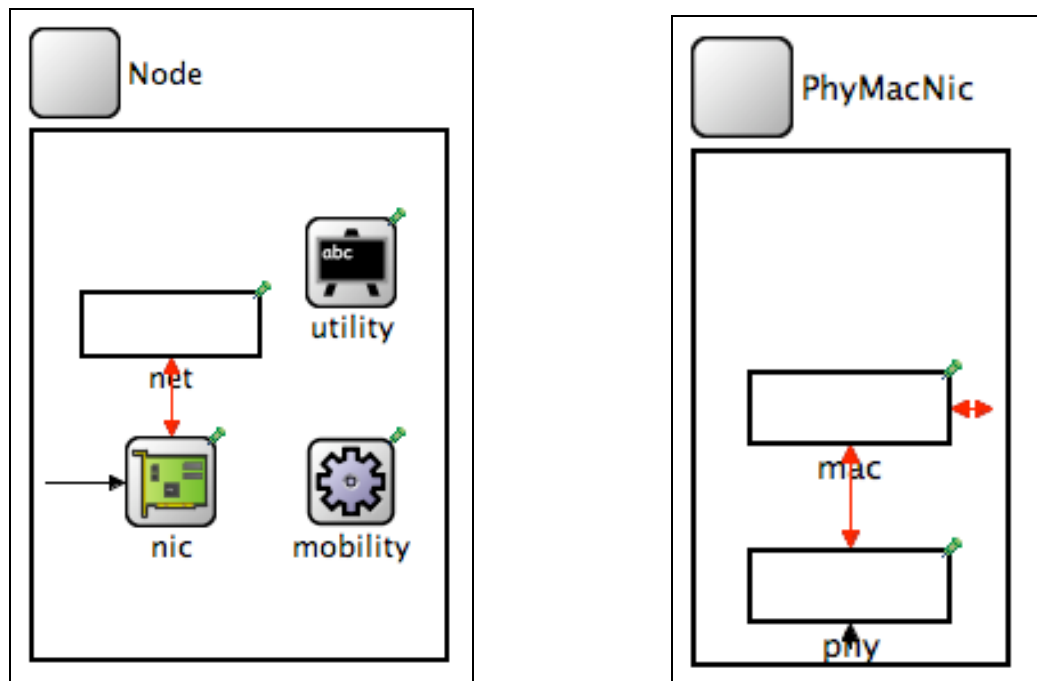 Node
abc
utility
net
nic
mobility
PhyMacNic
mac
phy